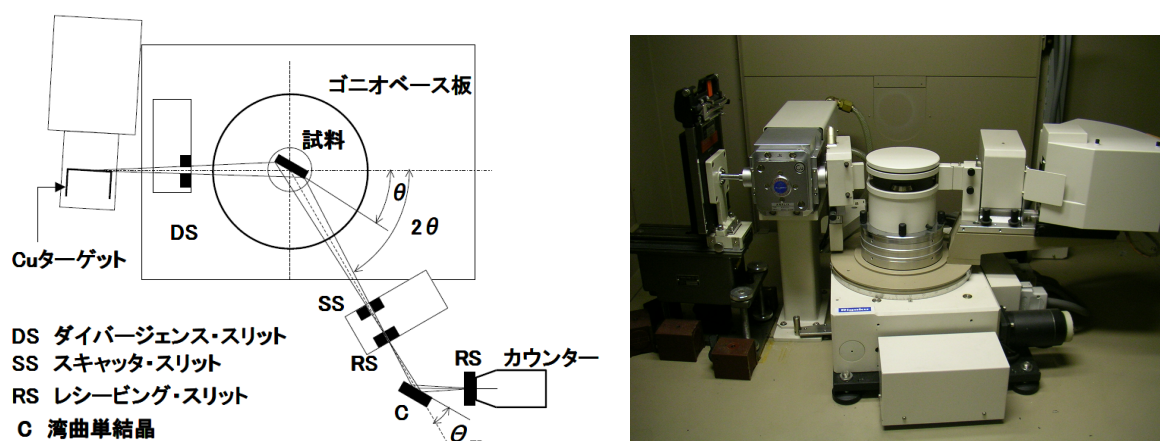 ゴニオベース板
試料
θ
2θ
DS
Cuターゲット
SS
RS
RS カウンター
C
θ
DS ダイバージェンス・スリット
SS スキャッタ・スリット
RS レシービング・スリット
C 湾曲単結晶
Rigaku